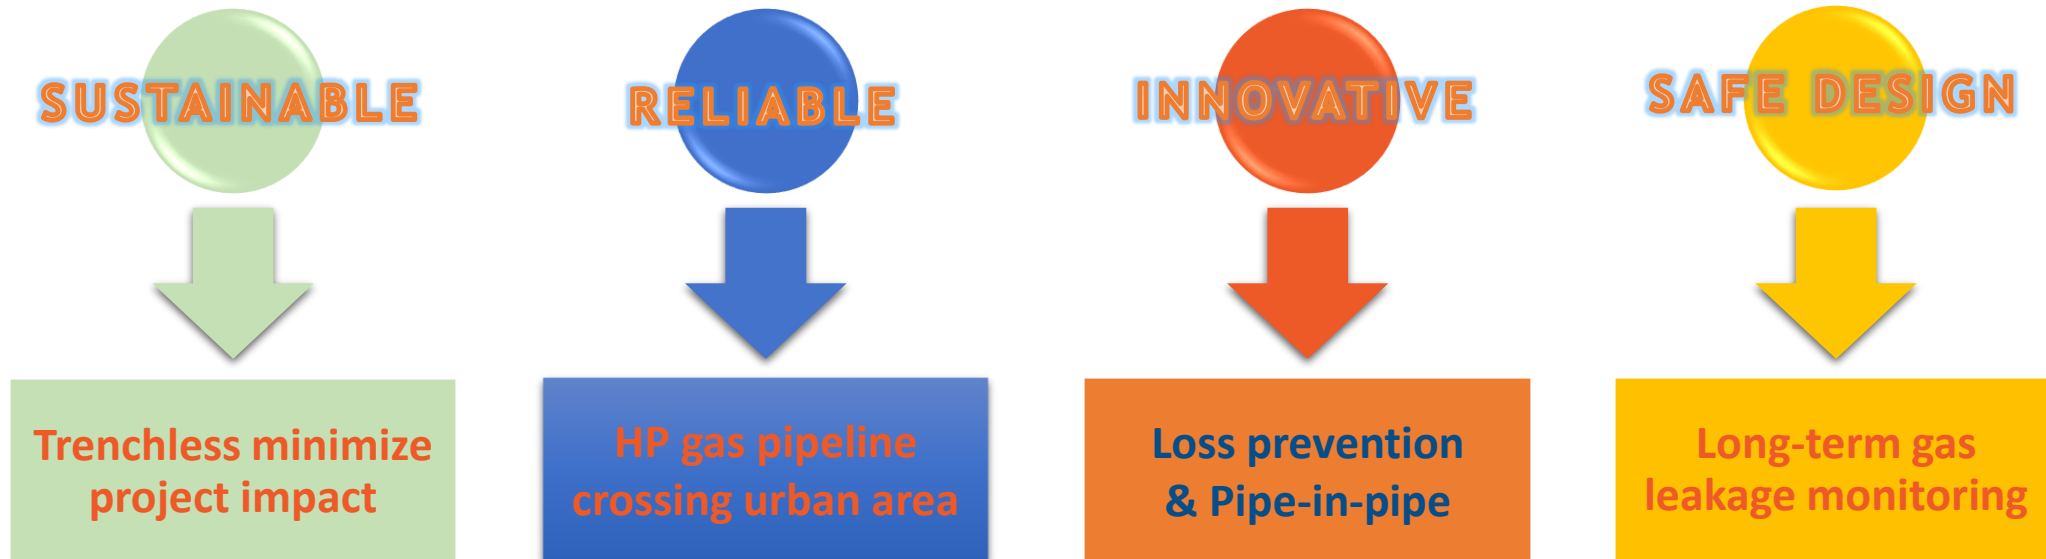 SUSTAINABLE
RELIABLE
INNOVATIVE
SAFE DESIGN
Trenchless minimize
project impact
HP gas pipeline
crossing urban area
Loss prevention
& Pipe-in-pipe
Long-term gas
leakage monitoring